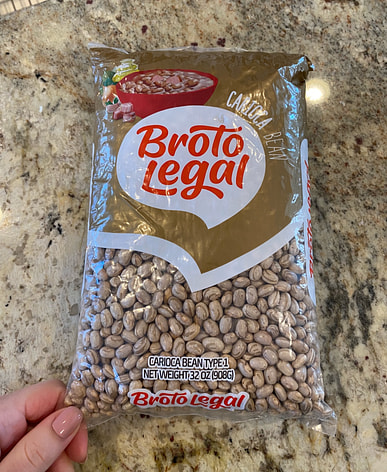 CARIOCA BEAN
Broto
Legal
CARIOCA BEAN TYPE 1
NET WEIGHT 32 OZ (908G)
Broto Legal